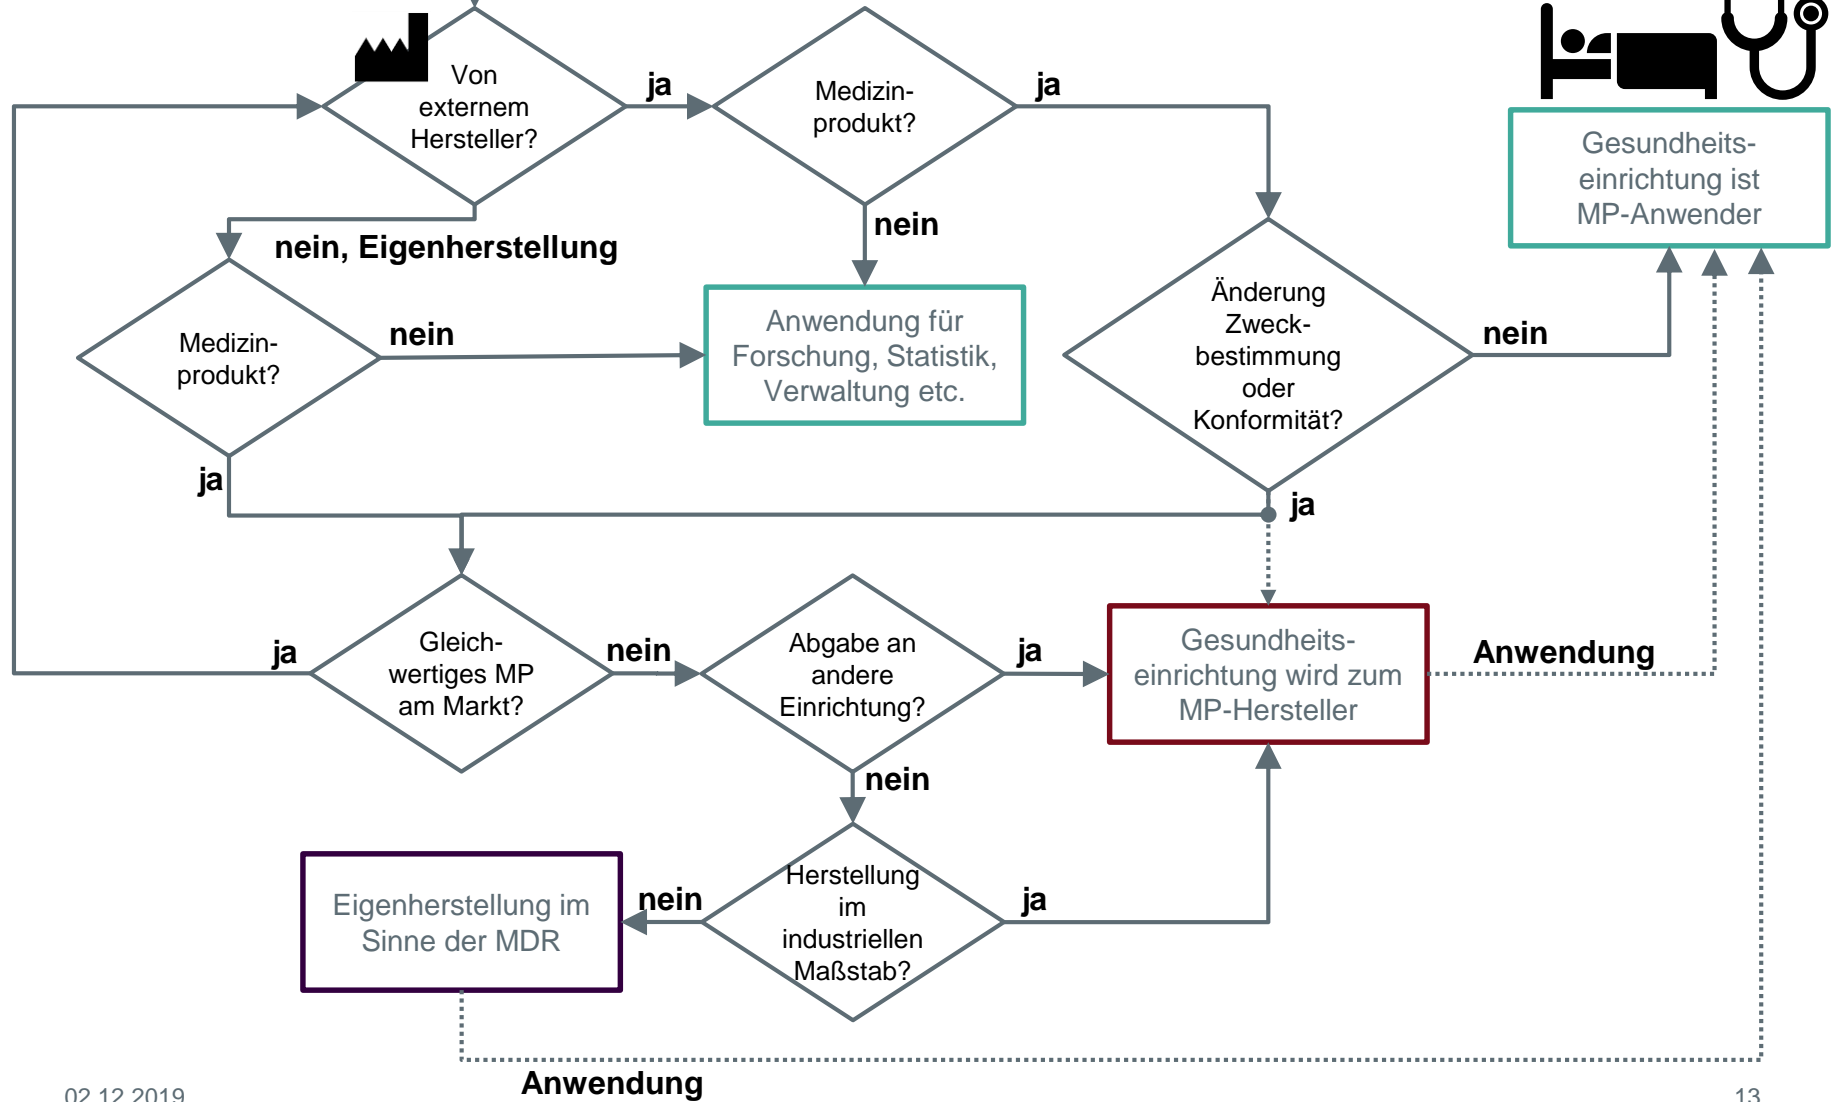 Von
externem
Hersteller?
ja
Medizin-
produkt?
ja
Gesundheits-
einrichtung ist
MP-Anwender
nein, Eigenherstellung
nein
Medizin-
produkt?
nein
Anwendung für
Forschung, Statistik,
Verwaltung etc.
Änderung
Zweck-
bestimmung
oder
Konformität?
nein
ja
ja
Gleich-
wertiges MP
am Markt?
ja
nein
Abgabe an
andere
Einrichtung?
ja
Gesundheits-
einrichtung wird zum
MP-Hersteller
Anwendung
nein
Eigenherstellung im
Sinne der MDR
nein
Herstellung
im
industriellen
Maßstab?
ja
Anwendung
02.12.2019
13